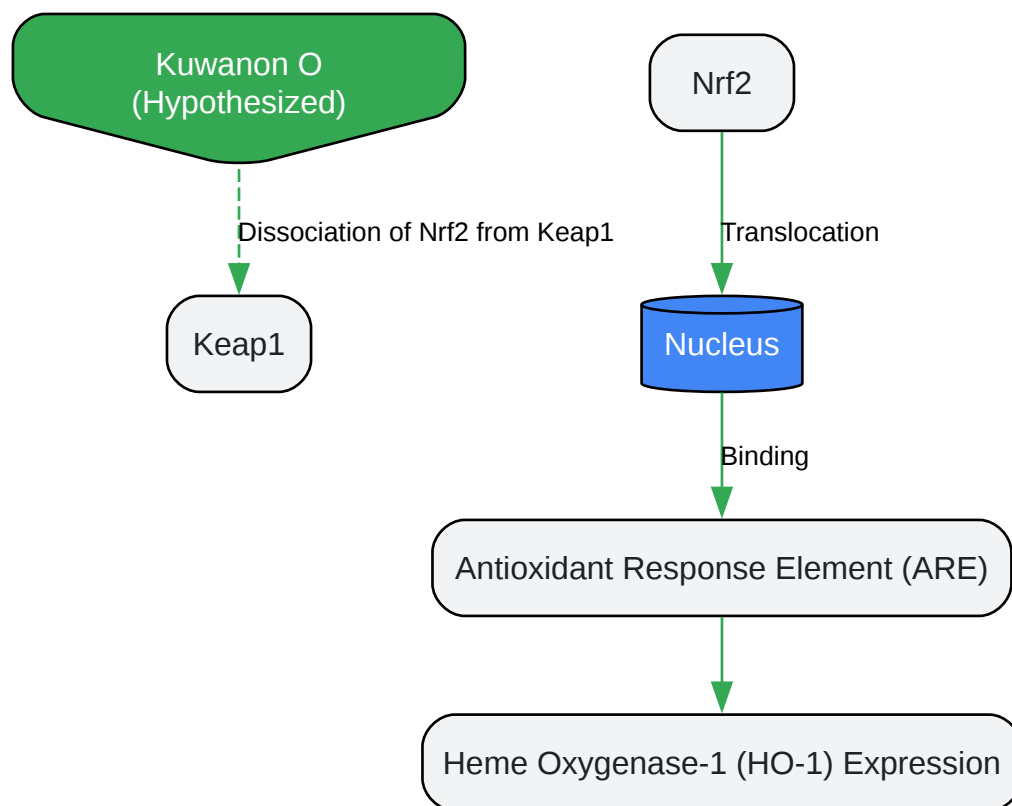 Kuwanon O
(Hypothesized)
Nrf2
Dissociation of Nrf2 from Keap1
Translocation
Keap1
Nucleus
Binding
Antioxidant Response Element (ARE)
Heme Oxygenase-1 (HO-1) Expression